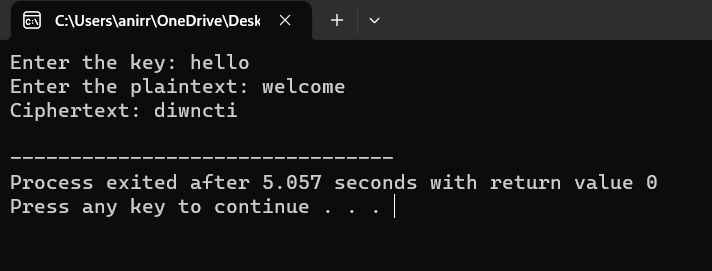 C:\Users\anirr\OneDrive\Desk
Enter the key: hello
Enter the plaintext: welcome
Ciphertext: diwncti
--------------------------------
Process exited after 5.057 seconds with return value 0
Press any key to continue . . .